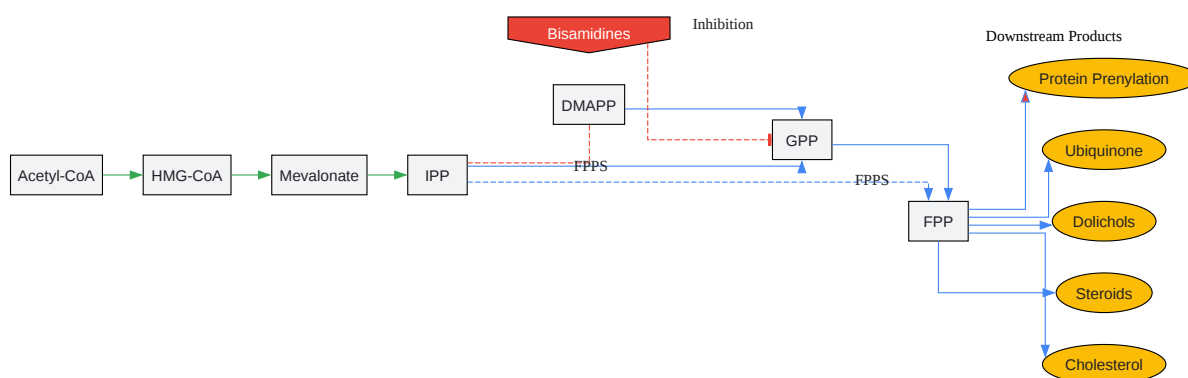 Bisamidines
Inhibition
Downstream Products
Protein Prenylation
DMAPP
GPP
Ubiquinone
Acetyl-CoA
HMG-CoA
Mevalonate
IPP
FPPS
FPPS
FPP
Dolichols
Steroids
Cholesterol